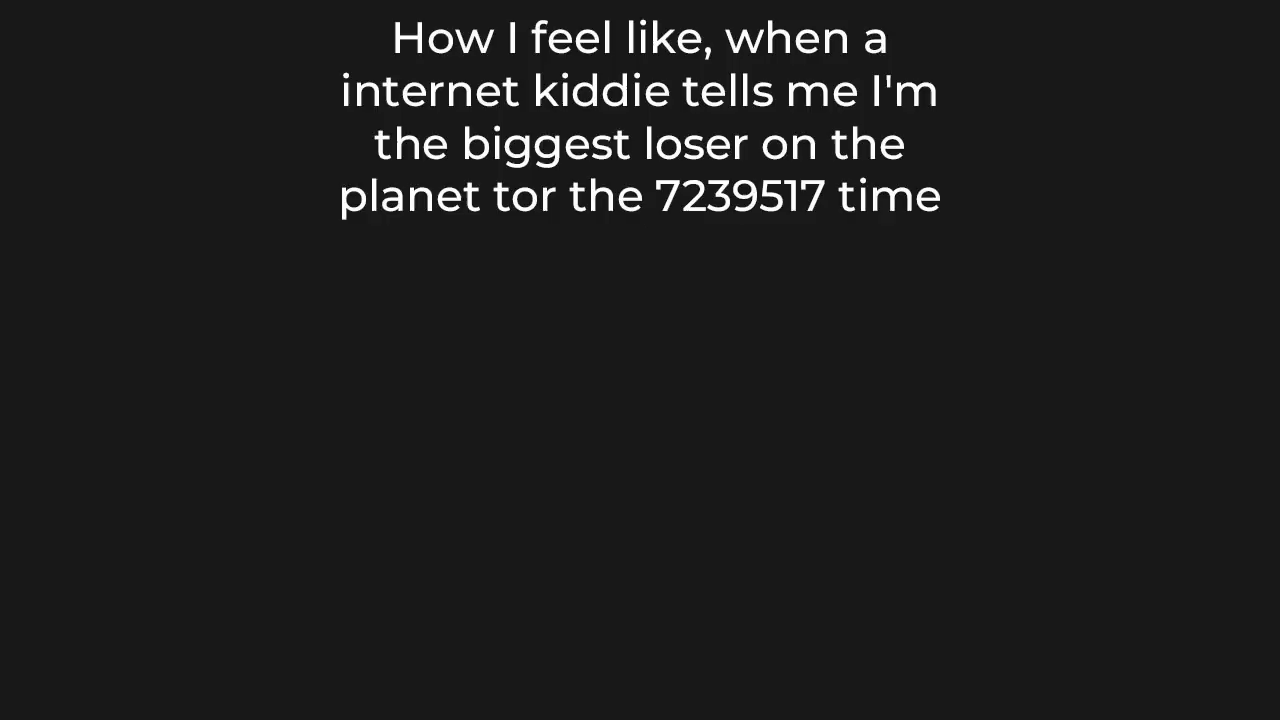 How I feel like, when a
internet kiddie tells me I'm
the biggest loser on the
planet tor the 7239517 time